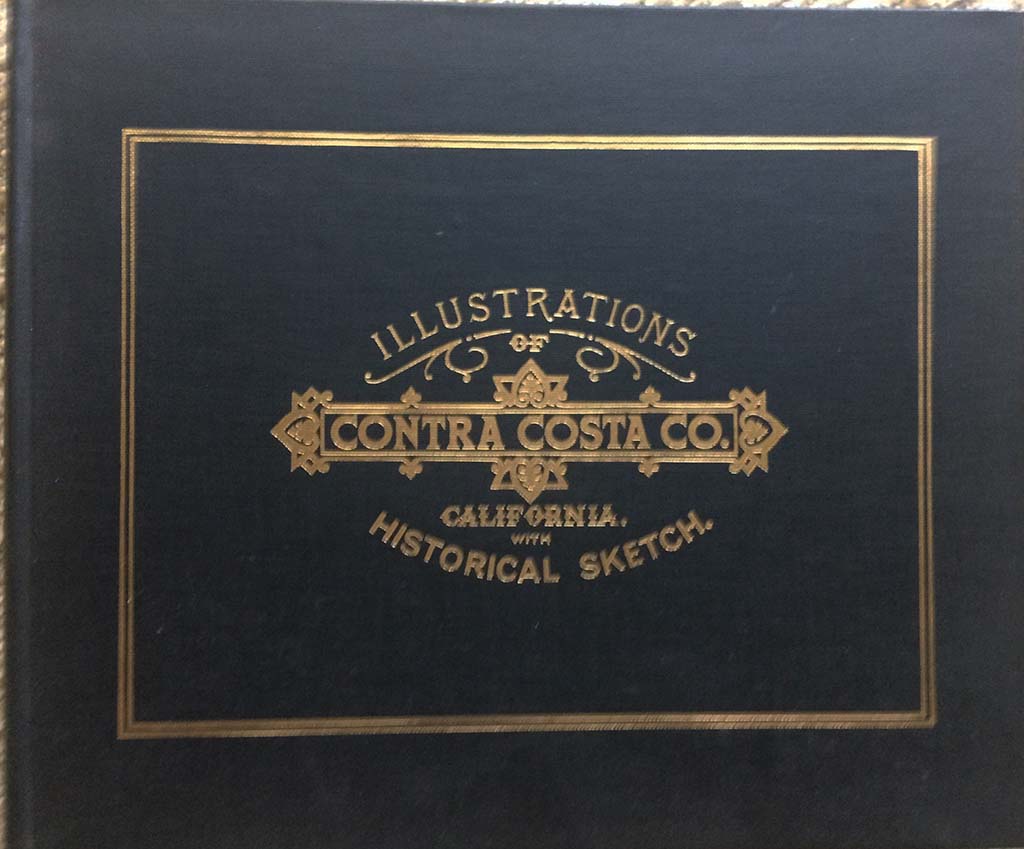 ILLUSTRATIONS
OF
CONTRA COSTA CO.
CALIFORNIA.
WITH
HISTORICAL SKETCH.